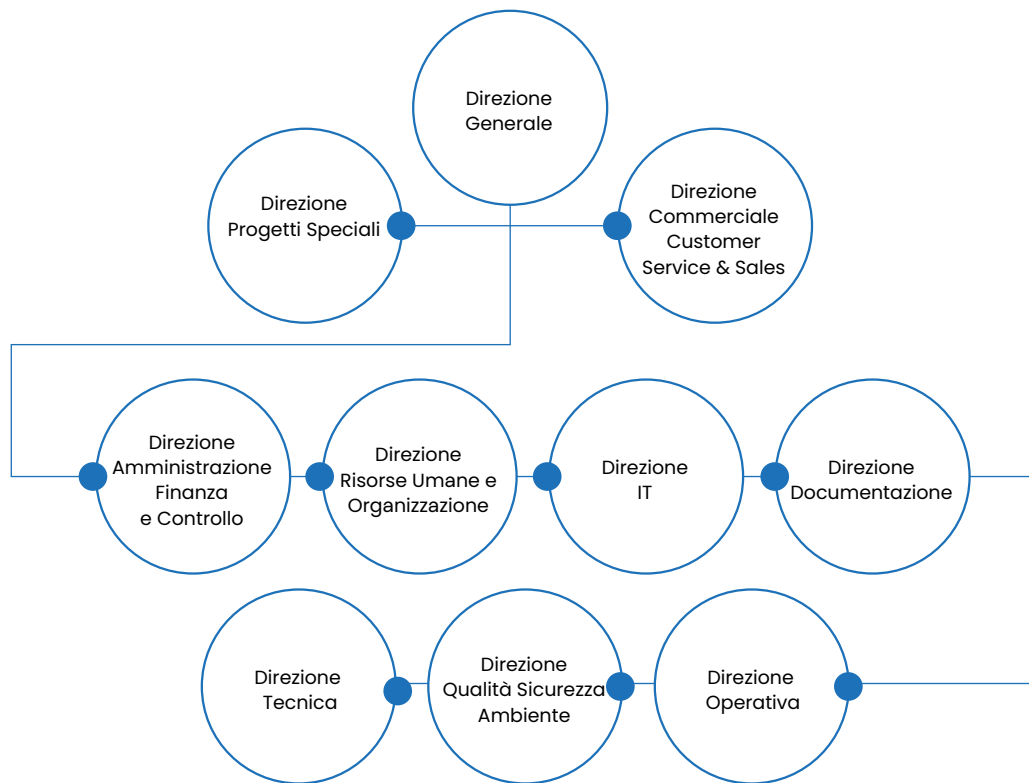 Direzione
Generale
Direzione
Progetti Speciali
Direzione
Commerciale
Customer
Service & Sales
Direzione
Amministrazione
Finanza
e Controllo
Direzione
Risorse Umane e
Organizzazione
Direzione
IT
Direzione
Documentazione
Direzione
Tecnica
Direzione
Qualità Sicurezza
Ambiente
Direzione
Operativa